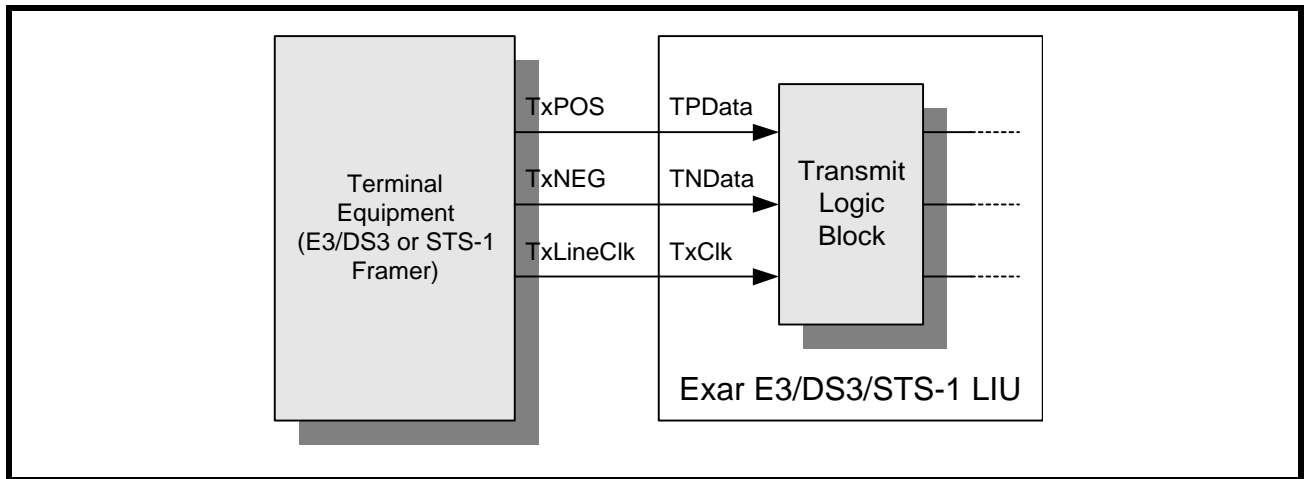 Terminal
Equipment
(E3/DS3 or STS-1
Framer)
TxPOS
TPData
TxNEG
TNData
TxLineClk
TxClk
Transmit
Logic
Block
Exar E3/DS3/STS-1 LIU